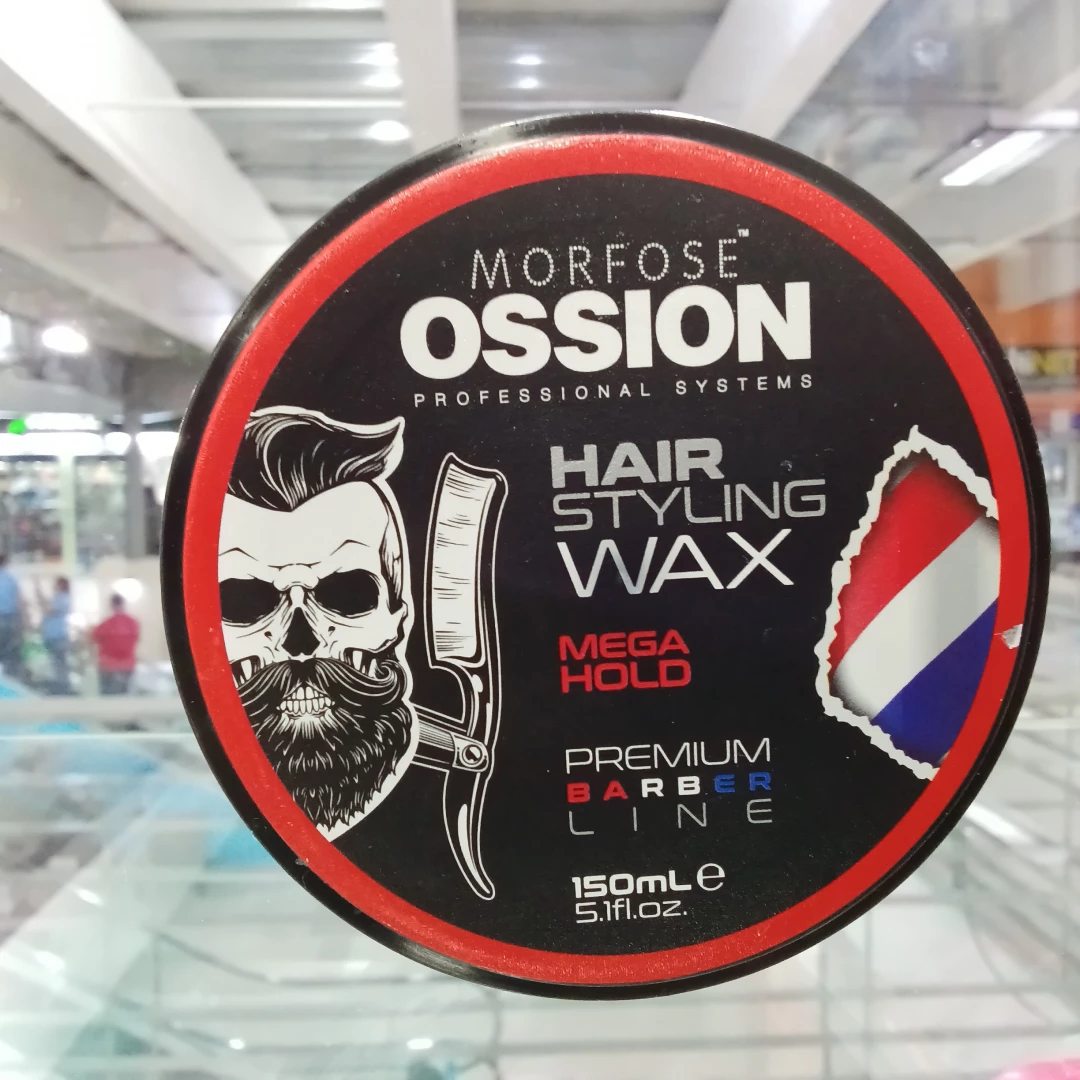 MORFOSE™
OSSION
PROFESSIONAL SYSTEMS
HAIR
STYLING
WAX
MEGA
HOLD
PREMIUM
BARBER
LINE
150mL ℮
5.1fl.oz.